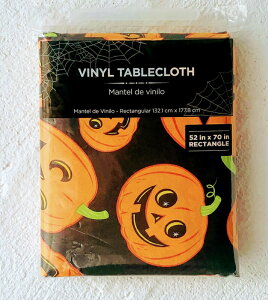 VINYL TABLECLOTH
Mantel de vinilo
Mantel de Vinilo - Rectangular 132.1 cm x 177.8 cm
52 in x 70 in
RECTANGLE